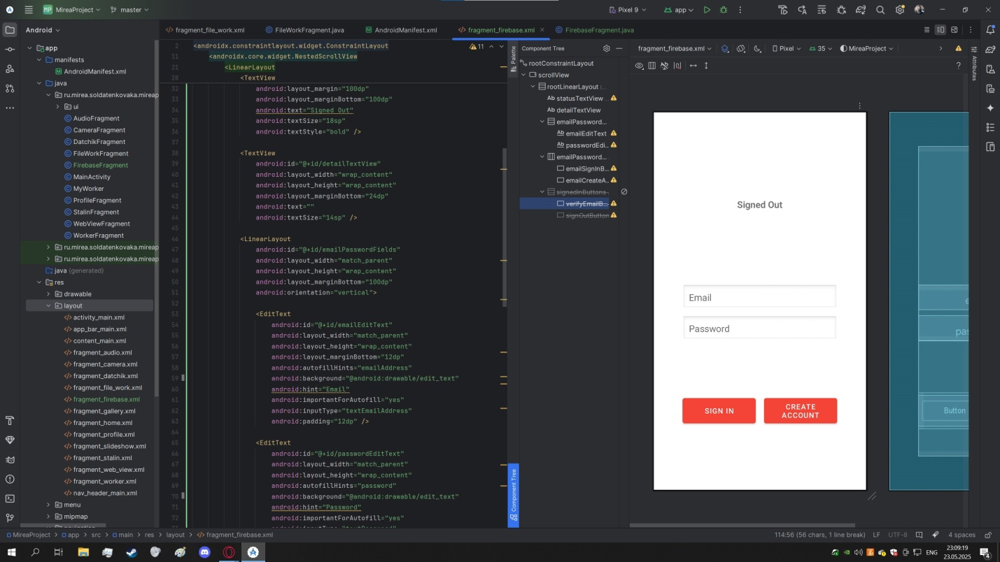 MP MireaProject master Pixel 9 app
Android fragment_file_work.xml FileWorkFragment.java AndroidManifest.xml fragment_firebase.xml FirebaseFragment.java
app
manifests
AndroidManifest.xml
java
ru.mirea.soldatenkovaka.mireap
ui
AudioFragment
CameraFragment
DatchikFragment
FileWorkFragment
FirebaseFragment
MainActivity
MyWorker
ProfileFragment
StalinFragment
WebViewFragment
WorkerFragment
ru.mirea.soldatenkovaka.mireap
ru.mirea.soldatenkovaka.mireap
java (generated)
res
drawable
layout
activity_main.xml
app_bar_main.xml
content_main.xml
fragment_audio.xml
fragment_camera.xml
fragment_datchik.xml
fragment_file_work.xml
fragment_firebase.xml
fragment_gallery.xml
fragment_home.xml
fragment_profile.xml
fragment_slideshow.xml
fragment_stalin.xml
fragment_web_view.xml
fragment_worker.xml
nav_header_main.xml
menu
mipmap
2 <androidx.constraintlayout.widget.ConstraintLayout 11
11 <androidx.core.widget.NestedScrollView
21 <LinearLayout
28 <TextView
32 android:layout_margin="100dp"
33 android:layout_marginBottom="100dp"
34 android:text="Signed Out"
35 android:textSize="18sp"
36 android:textStyle="bold" />
37
38 <TextView
39 android:id="@+id/detailTextView"
40 android:layout_width="wrap_content"
41 android:layout_height="wrap_content"
42 android:layout_marginBottom="24dp"
43 android:text=""
44 android:textSize="14sp" />
45
46 <LinearLayout
47 android:id="@+id/emailPasswordFields"
48 android:layout_width="match_parent"
49 android:layout_height="wrap_content"
50 android:layout_marginBottom="100dp"
51 android:orientation="vertical">
52
53 <EditText
54 android:id="@+id/emailEditText"
55 android:layout_width="match_parent"
56 android:layout_height="wrap_content"
57 android:layout_marginBottom="12dp"
58 android:autofillHints="emailAddress"
59 android:background="@android:drawable/edit_text"
60 android:hint="Email"
61 android:importantForAutofill="yes"
62 android:inputType="textEmailAddress"
63 android:padding="12dp" />
64
65 <EditText
66 android:id="@+id/passwordEditText"
67 android:layout_width="match_parent"
68 android:layout_height="wrap_content"
69 android:autofillHints="password"
70 android:background="@android:drawable/edit_text"
71 android:hint="Password"
72 android:importantForAutofill="yes"
Palette
Component Tree
Component Tree
rootConstraintLayout
scrollView
rootLinearLayout (...
Ab statusTextView ...
Ab detailTextView
emailPassword...
Ab emailEditText
Ab passwordEdi...
emailPassword...
emailSignInB...
emailCreateA...
signedInButtons...
verifyEmailB...
signOutButton
fragment_firebase.xml Pixel 35 MireaProject
Attributes
Signed Out
Email
Password
SIGN IN
CREATE
ACCOUNT
e
pas
Button
MireaProject > app > src > main > res > layout > fragment_firebase.xml 114:56 (56 chars, 1 line break) LF UTF-8 4 spaces
ENG
23:09:19
23.05.2025
4